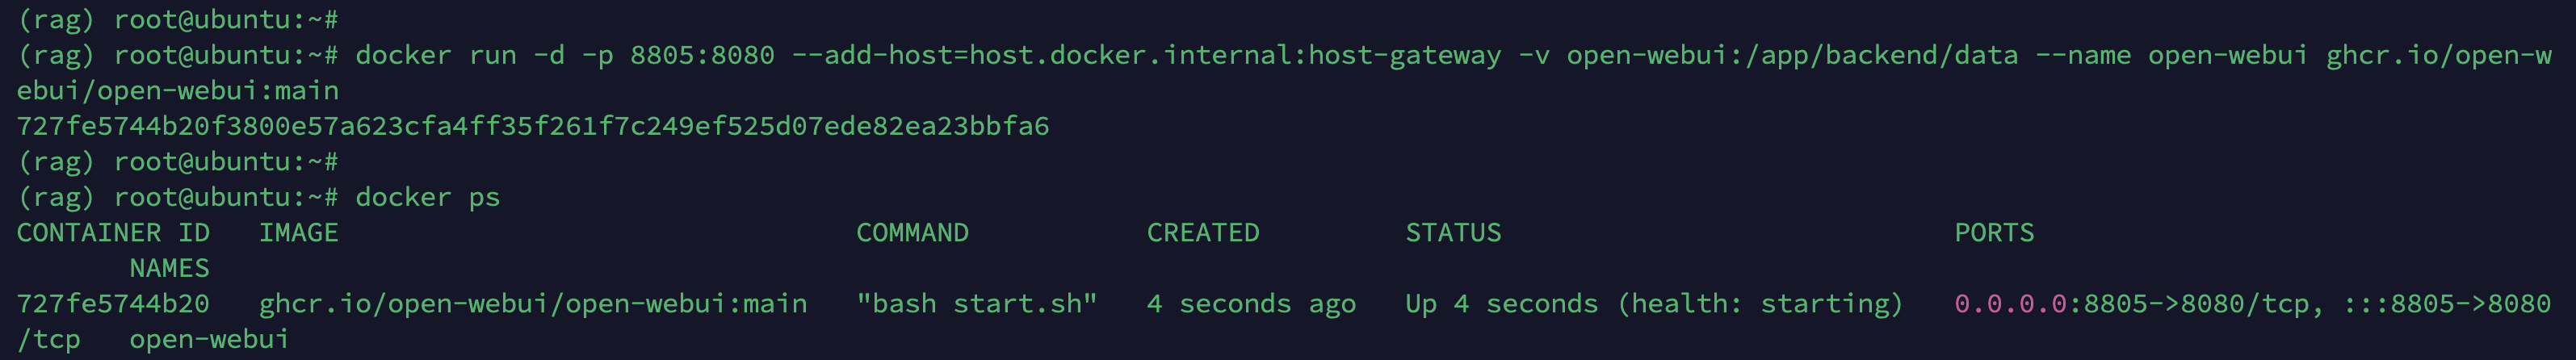 (rag) root@ubuntu:~#
(rag) root@ubuntu:~# docker run -d -p 8805:8080 --add-host=host.docker.internal:host-gateway -v open-webui:/app/backend/data --name open-webui ghcr.io/open-w
ebui/open-webui:main
727fe5744b20f3800e57a623cfa4ff35f261f7c249ef525d07ede82ea23bbfa6
(rag) root@ubuntu:~#
(rag) root@ubuntu:~# docker ps
CONTAINER ID   IMAGE                                COMMAND           CREATED         STATUS                            PORTS
       NAMES
727fe5744b20   ghcr.io/open-webui/open-webui:main   "bash start.sh"   4 seconds ago   Up 4 seconds (health: starting)   0.0.0.0:8805->8080/tcp, :::8805->8080
/tcp   open-webui